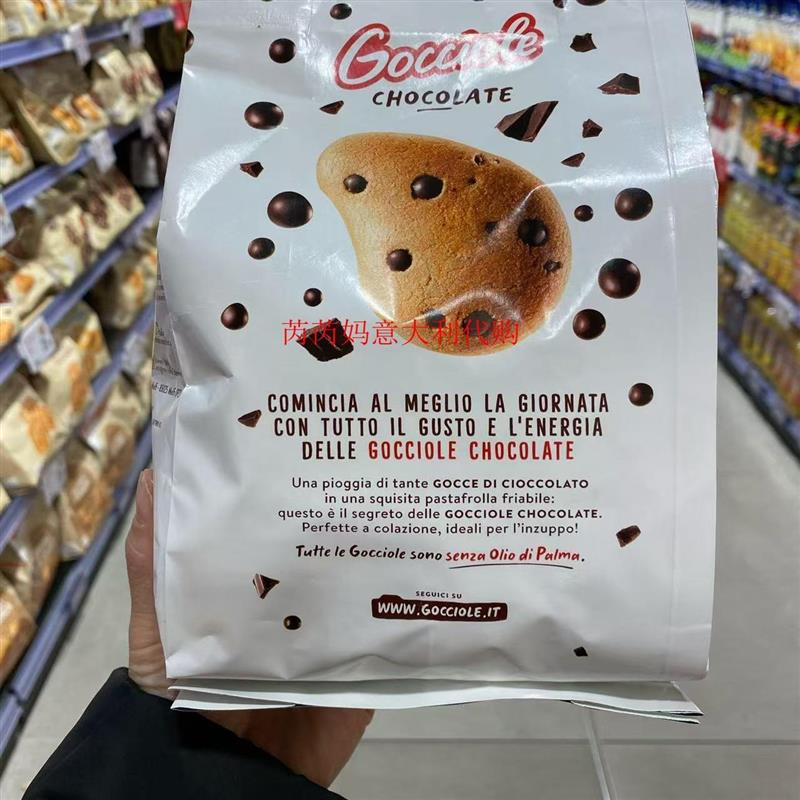 Gocciole
CHOCOLATE
芮芮妈意大利代购
COMINCIA AL MEGLIO LA GIORNATA
CON TUTTO IL GUSTO E L'ENERGIA
DELLE GOCCIOLE CHOCOLATE
Una pioggia di tante GOCCE DI CIOCCOLATO
in una squisita pastafrolla friabile:
questo è il segreto delle GOCCIOLE CHOCOLATE.
Perfette a colazione, ideali per l'inzuppo!
Tutte le Gocciole sono senza Olio di Palma.
SEGUICI SU
WWW.GOCCIOLE.IT